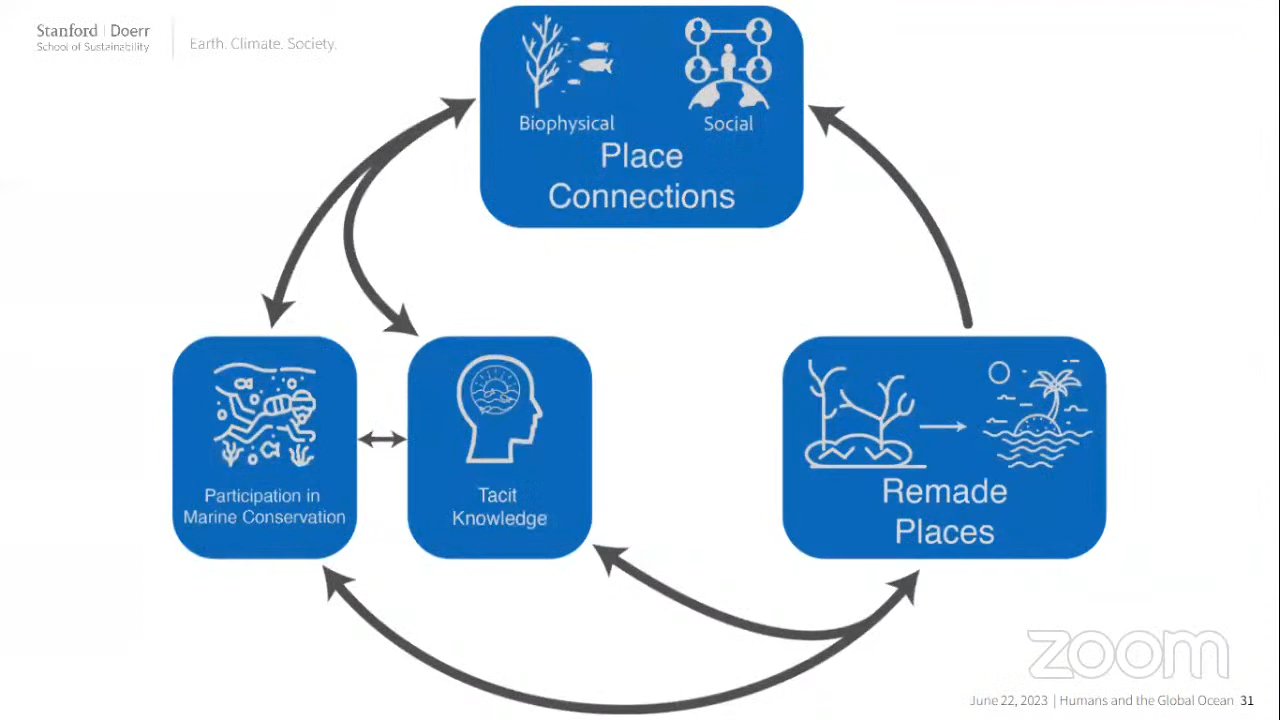 Stanford | Doerr
School of Sustainability
Earth. Climate. Society.
Biophysical
Social
Place
Connections
Participation in
Marine Conservation
Tacit
Knowledge
Remade
Places
zoom
June 22, 2023 | Humans and the Global Ocean 31